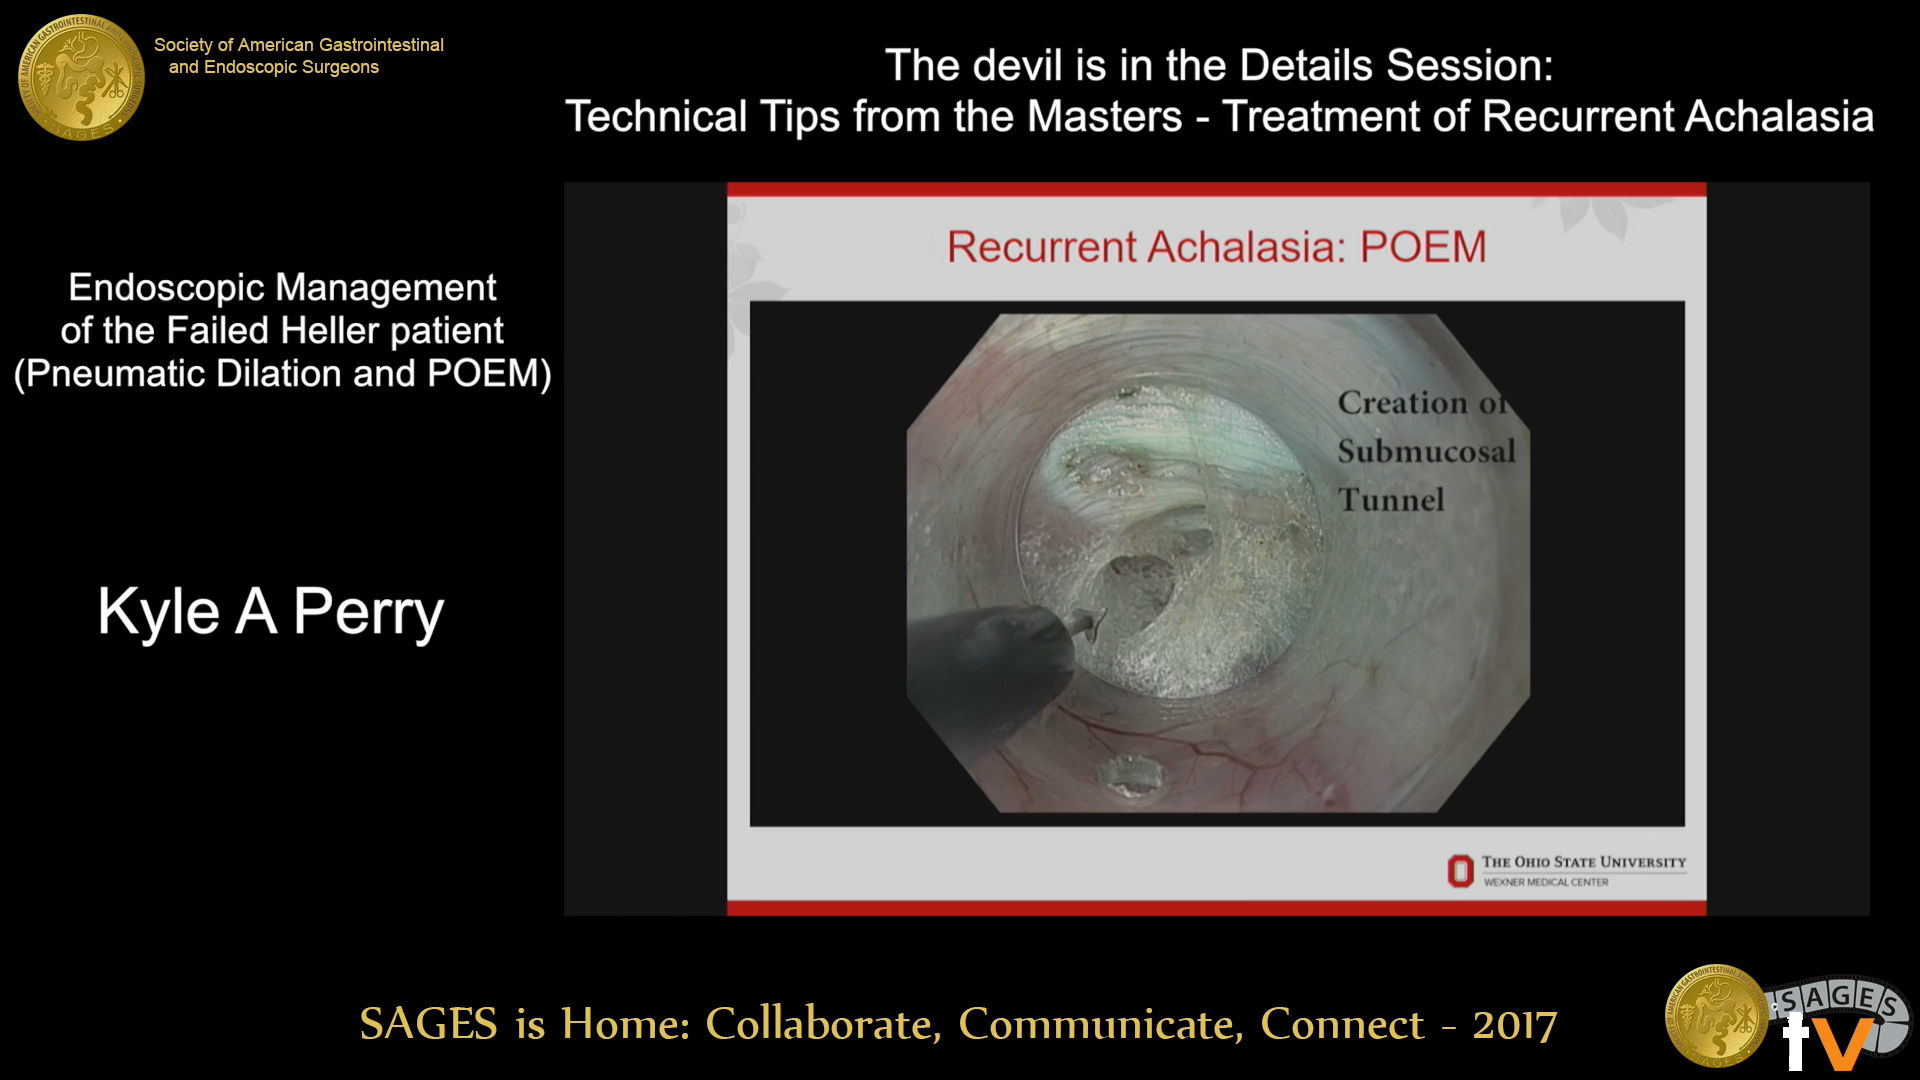 Society of American Gastrointestinal
and Endoscopic Surgeons
The devil is in the Details Session:
Technical Tips from the Masters - Treatment of Recurrent Achalasia
Endoscopic Management
of the Failed Heller patient
(Pneumatic Dilation and POEM)
Kyle A Perry
Recurrent Achalasia: POEM
Creation of
Submucosal
Tunnel
THE OHIO STATE UNIVERSITY
WEXNER MEDICAL CENTER
SAGES is Home: Collaborate, Communicate, Connect - 2017
SAGES
tv